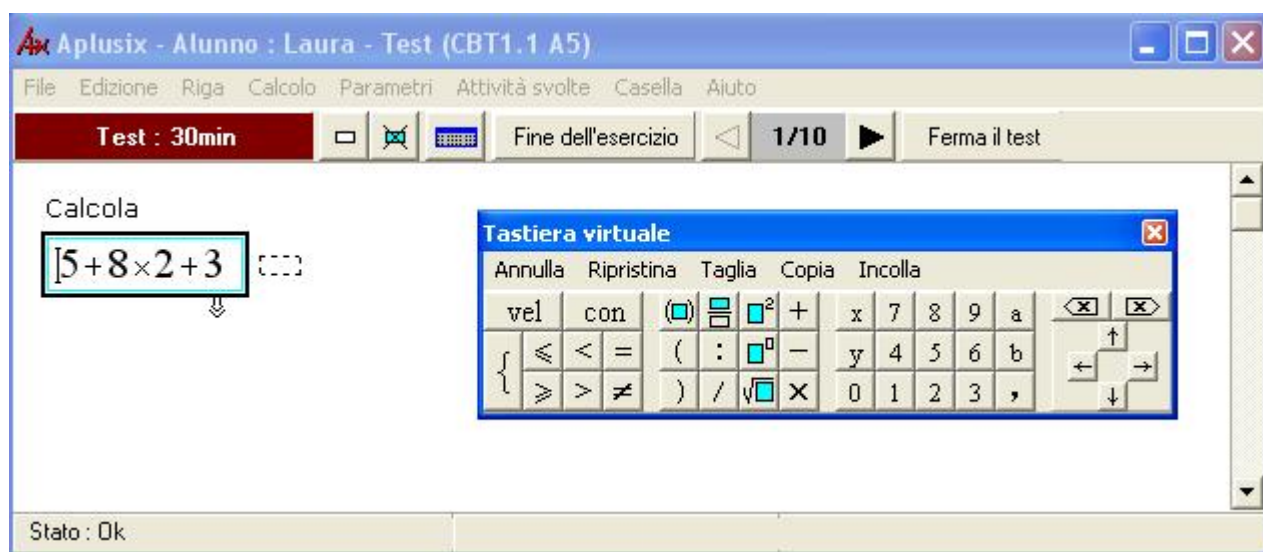 Aplusix - Alunno : Laura - Test (CBT1.1 A5)
File Edizione Riga Calcolo Parametri Attività svolte Casella Aiuto
Test : 30min Fine dell'esercizio 1/10 Ferma il test
Calcola
5+8×2+3
Tastiera virtuale
Annulla Ripristina Taglia Copia Incolla
vel con (□) □² + x 7 8 9 a
{ ⩽ < = ( : − y 4 5 6 b
⩾ > ≠ ) / √ × 0 1 2 3 ,
Stato : Ok